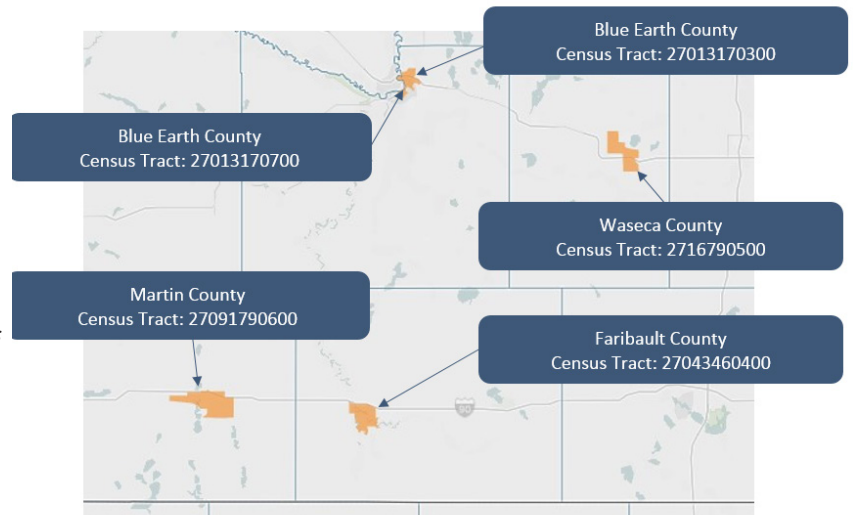 Blue Earth County
Census Tract: 27013170300
Blue Earth County
Census Tract: 27013170700
Waseca County
Census Tract: 2716790500
Martin County
Census Tract: 27091790600
Faribault County
Census Tract: 27043460400
90